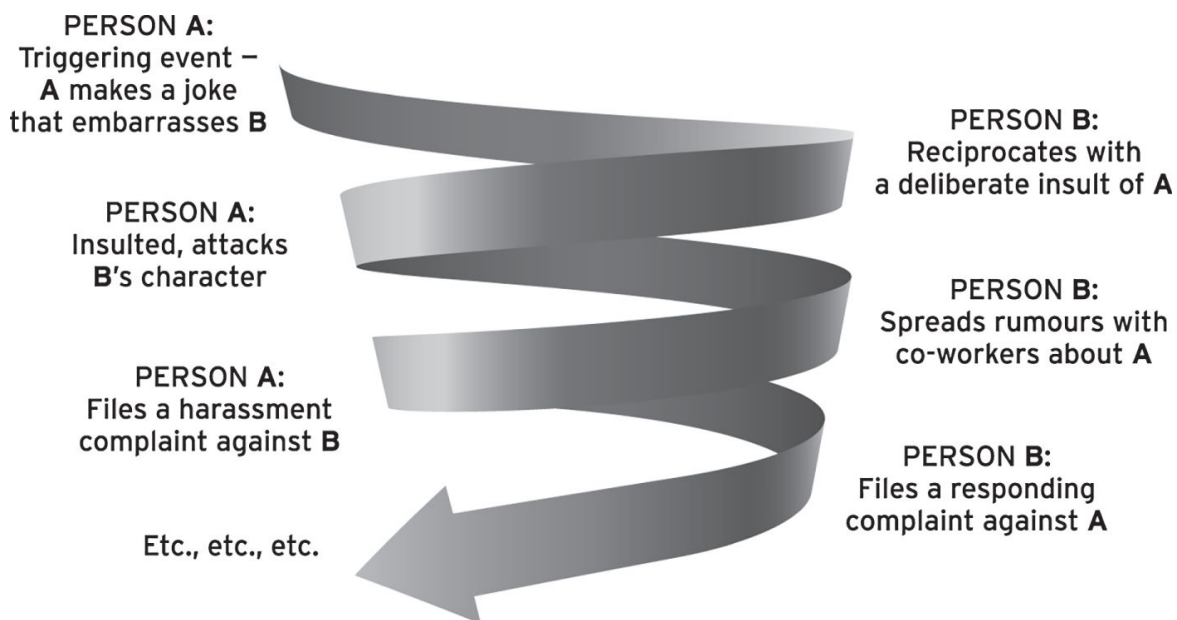 PERSON A:
Triggering event –
A makes a joke
that embarrasses B
PERSON B:
Reciprocates with
a deliberate insult of A
PERSON A:
Insulted, attacks
B's character
PERSON B:
Spreads rumours with
co-workers about A
PERSON A:
Files a harassment
complaint against B
PERSON B:
Files a responding
complaint against A
Etc., etc., etc.